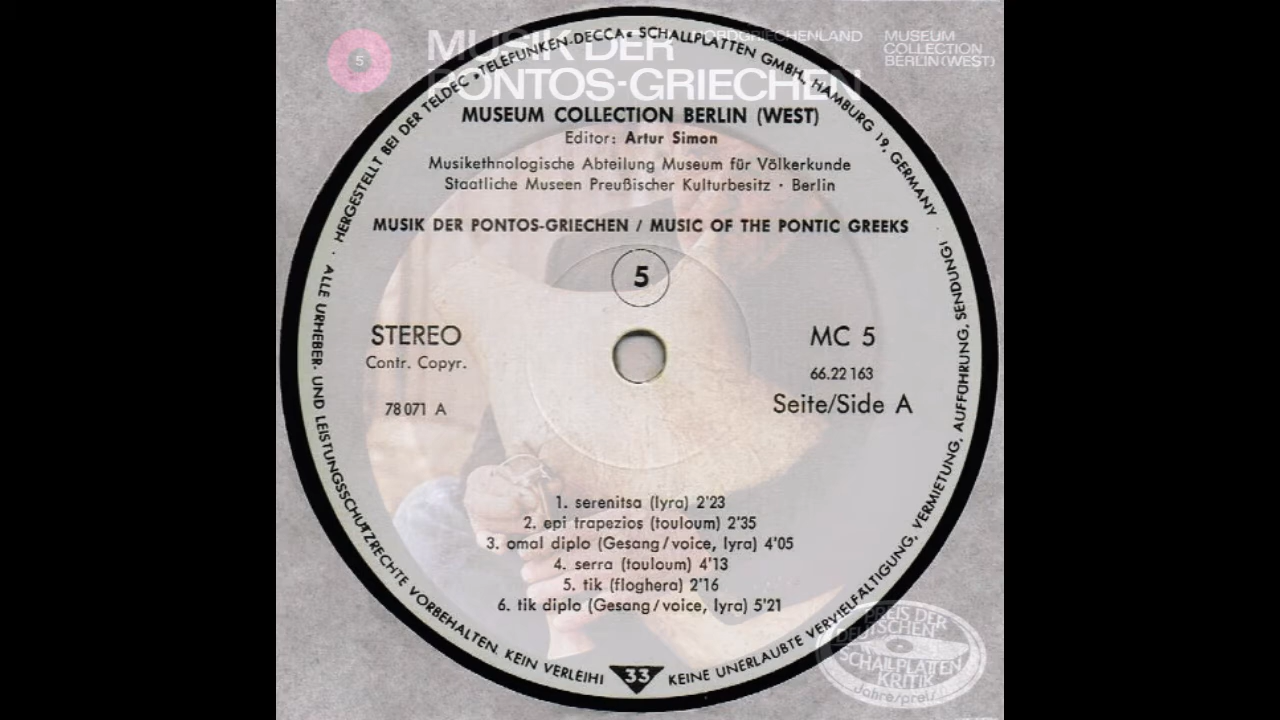 5
MUSIK DER
PONTOS-GRIECHEN
NORDGRIECHENLAND
MUSEUM
COLLECTION
BERLIN (WEST)
HERGESTELLT BEI DER TELDEC »TELEFUNKEN-DECCA« SCHALLPLATTEN GMBH., HAMBURG 19, GERMANY ·
MUSEUM COLLECTION BERLIN (WEST)
Editor: Artur Simon
Musikethnologische Abteilung Museum für Völkerkunde
Staatliche Museen Preußischer Kulturbesitz · Berlin
MUSIK DER PONTOS-GRIECHEN / MUSIC OF THE PONTIC GREEKS
5
STEREO
Contr. Copyr.
78 071 A
MC 5
66.22 163
Seite/Side A
1. serenitsa (lyra) 2'23
2. epi trapezios (touloum) 2'35
3. omal diplo (Gesang/voice, lyra) 4'05
4. serra (touloum) 4'13
5. tik (floghera) 2'16
6. tik diplo (Gesang/voice, lyra) 5'21
· ALLE URHEBER- UND LEISTUNGSSCHUTZRECHTE VORBEHALTEN. KEIN VERLEIH!
33
KEINE UNERLAUBTE VERVIELFÄLTIGUNG, VERMIETUNG, AUFFÜHRUNG, SENDUNG!
PREIS DER
DEUTSCHEN
SCHALLPLATTEN
KRITIK
Jahrespreis